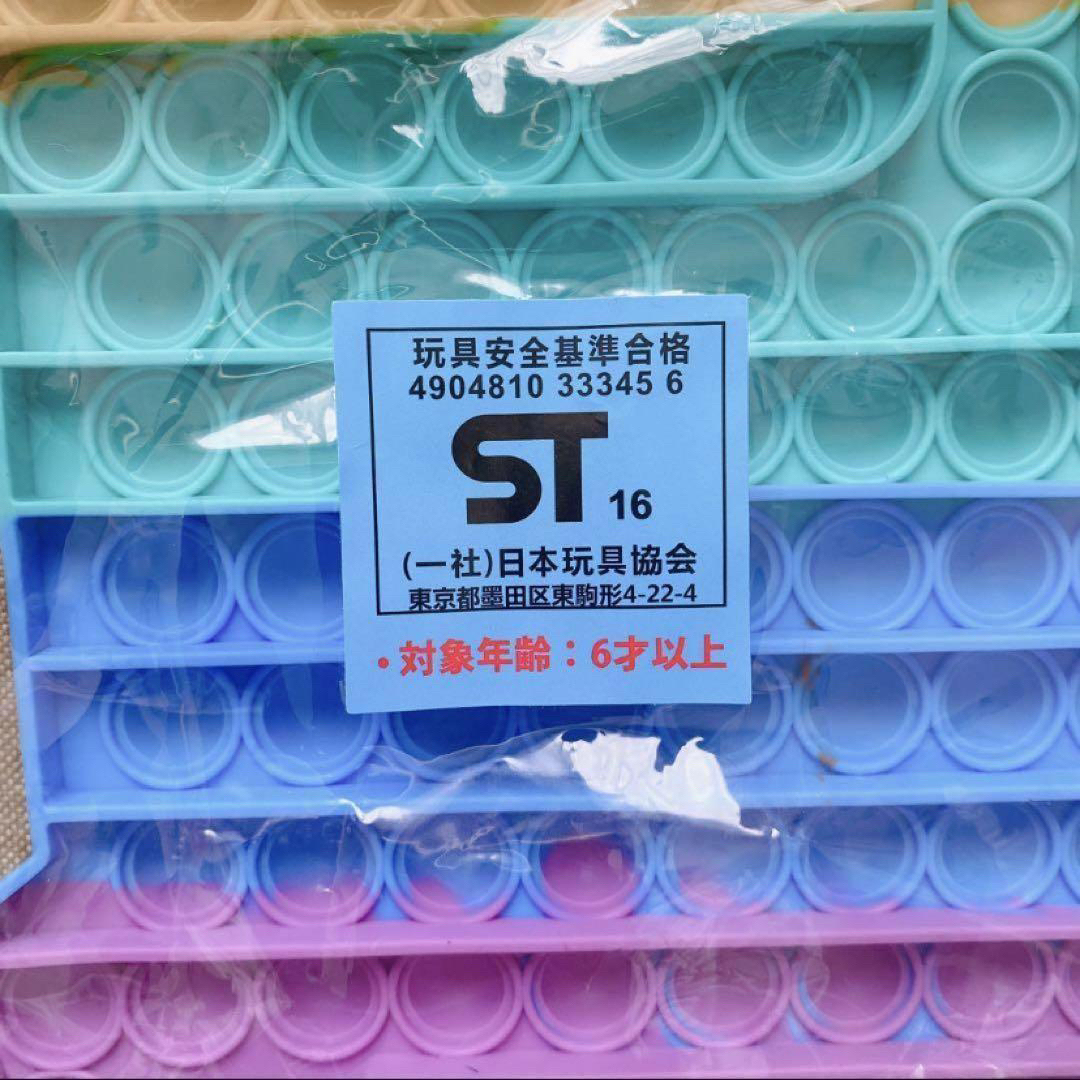 玩具安全基準合格
4904810 33345 6
ST 16
(一社)日本玩具協会
東京都墨田区東駒形4-22-4
•対象年齢：6才以上